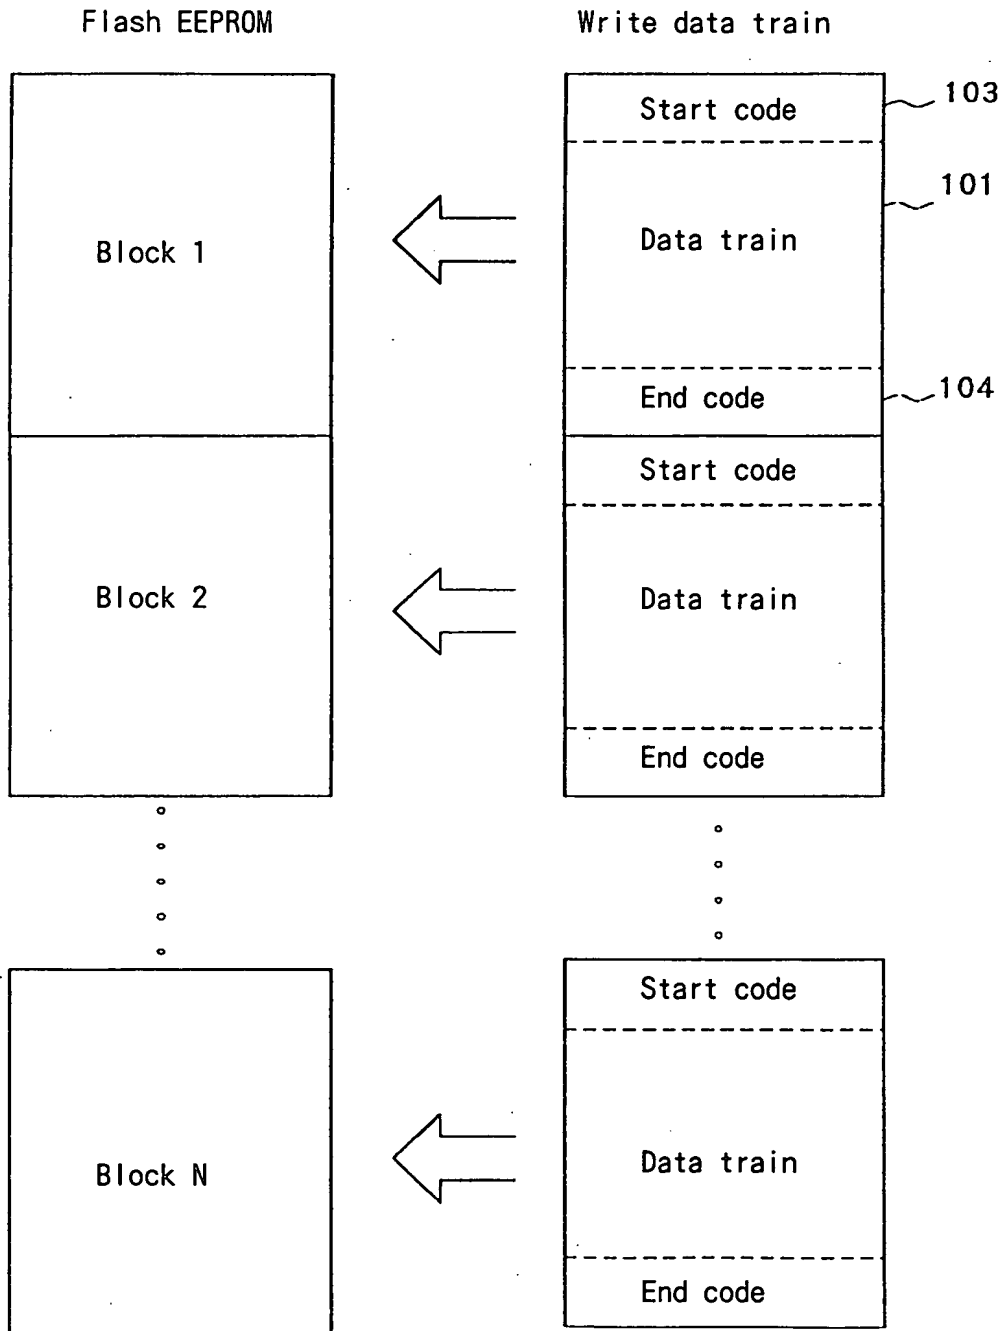 Flash EEPROM
Write data train
Start code
103
101
Block 1
Data train
End code
104
Start code
Block 2
Data train
End code
Start code
Block N
Data train
End code